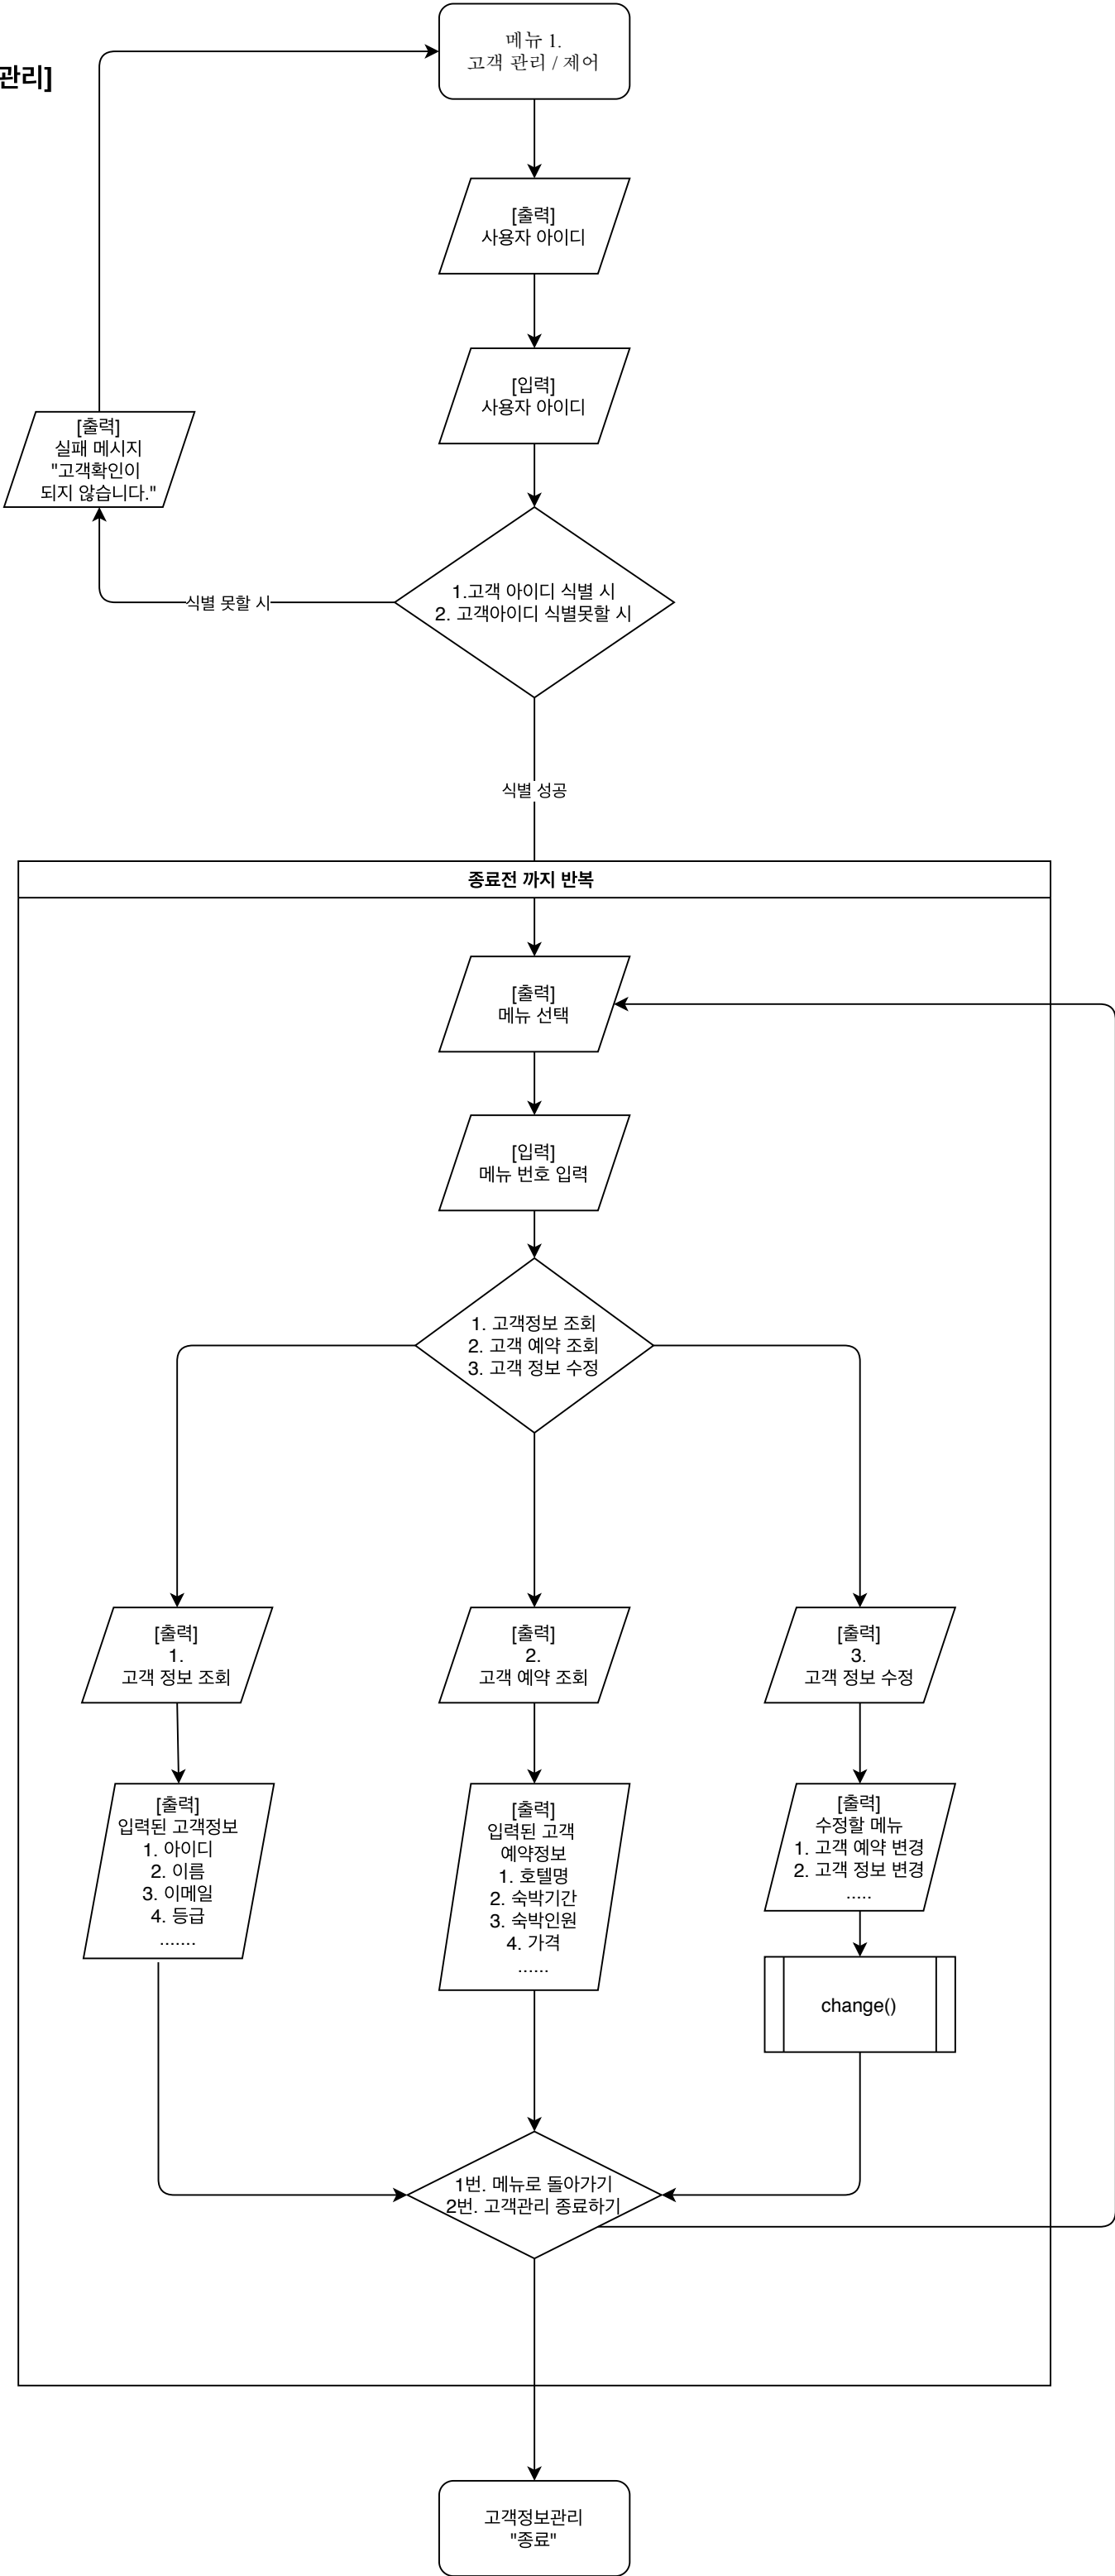 메뉴 1.
고객 관리 / 제어
관리]
[출력]
사용자 아이디
[입력]
사용자 아이디
[출력]
실패 메시지
"고객확인이
되지 않습니다."
1.고객 아이디 식별 시
2. 고객아이디 식별못할 시
식별 못할 시
식별 성공
종료전 까지 반복
[출력]
메뉴 선택
[입력]
메뉴 번호 입력
1. 고객정보 조회
2. 고객 예약 조회
3. 고객 정보 수정
[출력]
1.
고객 정보 조회
[출력]
2.
고객 예약 조회
[출력]
3.
고객 정보 수정
[출력]
입력된 고객정보
1. 아이디
2. 이름
3. 이메일
4. 등급
.......
[출력]
입력된 고객
예약정보
1. 호텔명
2. 숙박기간
3. 숙박인원
4. 가격
......
[출력]
수정할 메뉴
1. 고객 예약 변경
2. 고객 정보 변경
.....
change()
1번. 메뉴로 돌아가기
2번. 고객관리 종료하기
고객정보관리
"종료"